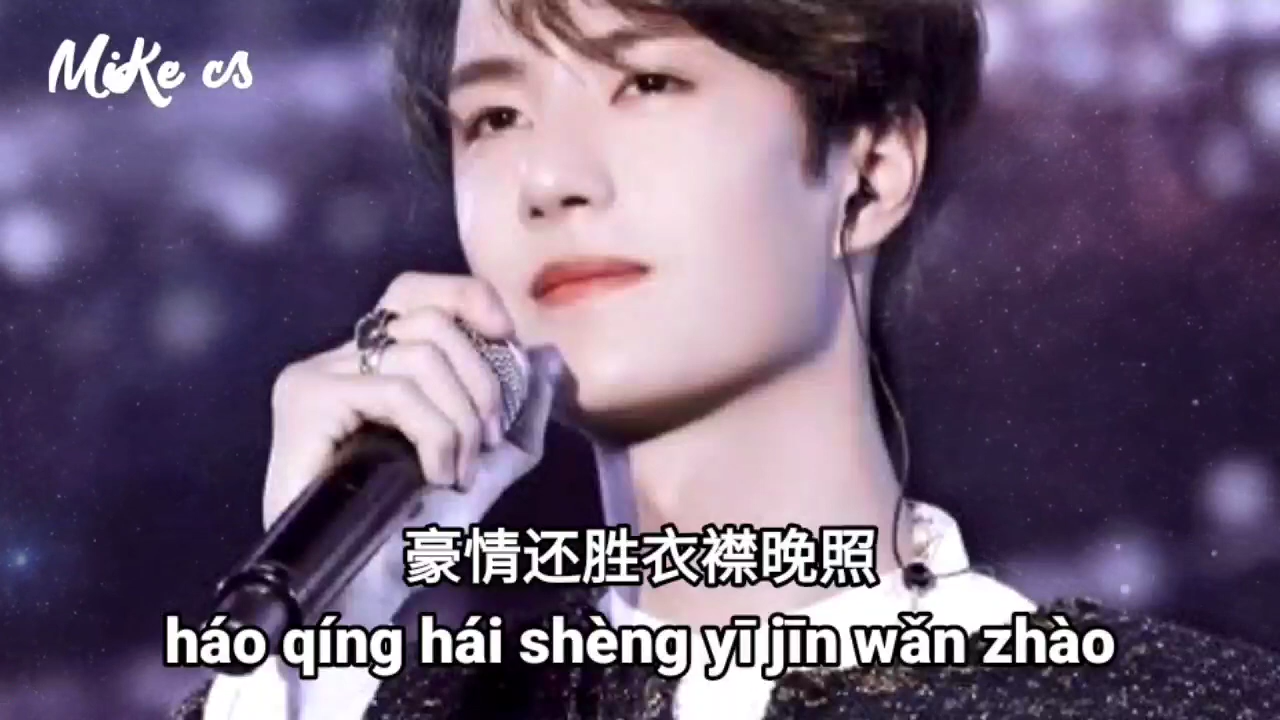 MiKe cs
豪情还胜衣襟晚照
háo qíng hái shèng yī jīn wǎn zhào